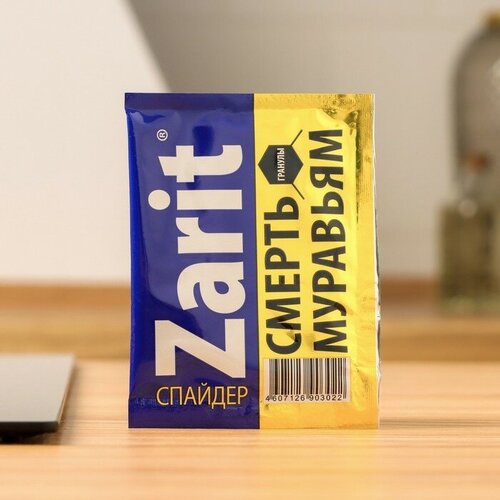 Zarit®
СПАЙДЕР
СМЕРТЬ
МУРАВЬЯМ
ГРАНУЛЫ
4607126903022